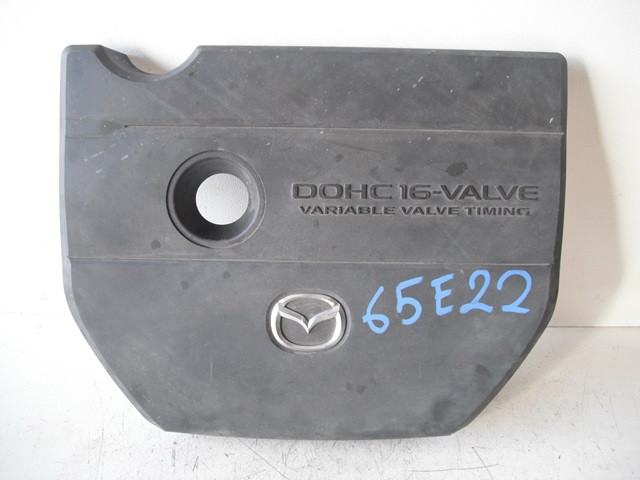 DOHC 16-VALVE
VARIABLE VALVE TIMING
65E22